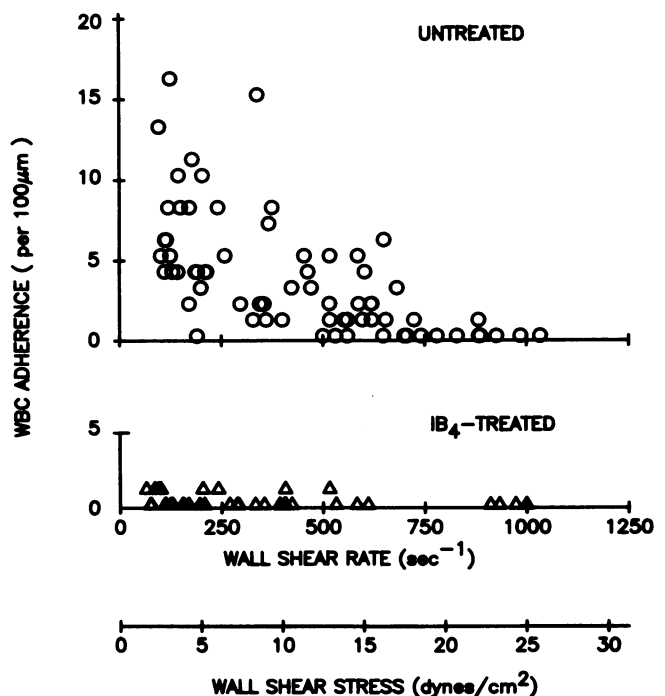 UNTREATED
WBC ADHERENCE ( per 100µm )
20
15
10
5
0
IB4-TREATED
5
0
0 250 500 750 1000 1250
WALL SHEAR RATE (sec−1)
0 5 10 15 20 25 30
WALL SHEAR STRESS (dynes/cm2)